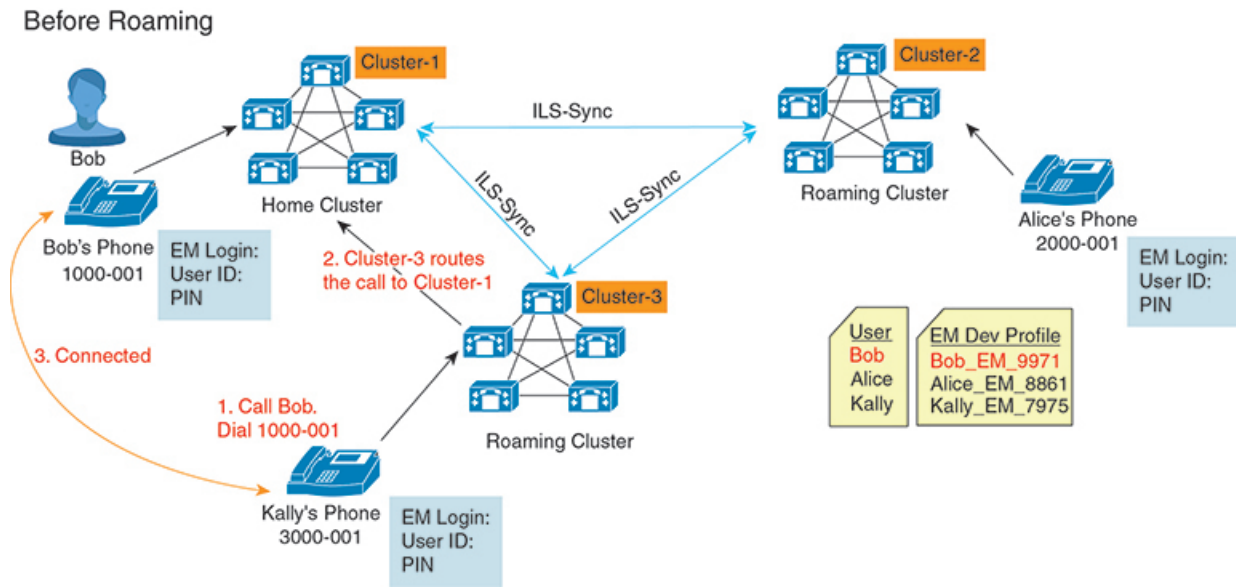 Before Roaming
Cluster-1
Cluster-2
ILS-Sync
Bob
Home Cluster
Roaming Cluster
ILS-Sync
ILS-Sync
Bob's Phone
1000-001
EM Login:
User ID:
PIN
Alice's Phone
2000-001
EM Login:
User ID:
PIN
2. Cluster-3 routes
the call to Cluster-1
Cluster-3
3. Connected
User
Bob
Alice
Kally
EM Dev Profile
Bob_EM_9971
Alice_EM_8861
Kally_EM_7975
1. Call Bob.
Dial 1000-001
Roaming Cluster
Kally's Phone
3000-001
EM Login:
User ID:
PIN